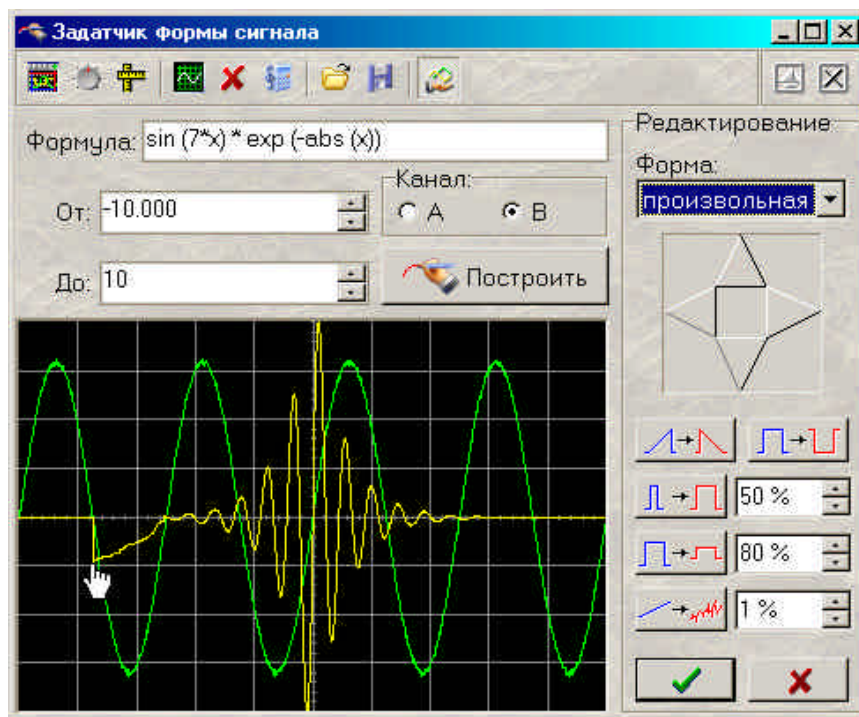 Задатчик формы сигнала
Формула: sin (7*x) * exp (-abs (x))
От: -10.000
Канал:
A B
До: 10
Построить
Редактирование
Форма:
произвольная
50 %
80 %
1 %